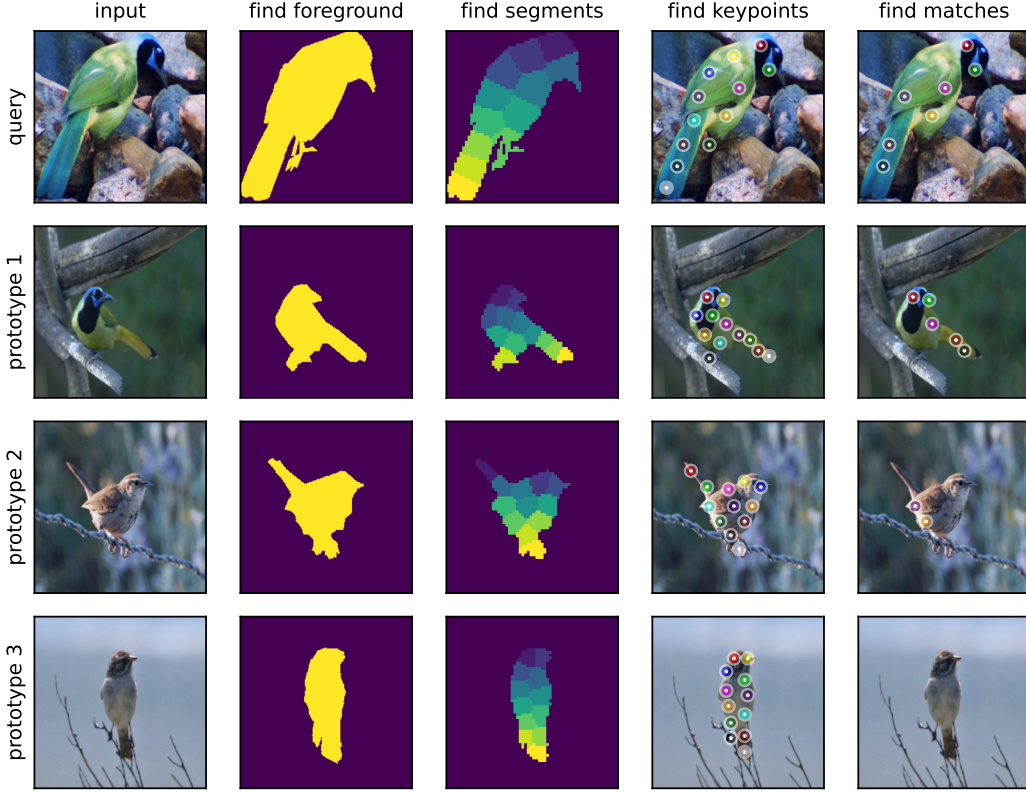 input find foreground find segments find keypoints find matches
query
prototype 1
prototype 2
prototype 3